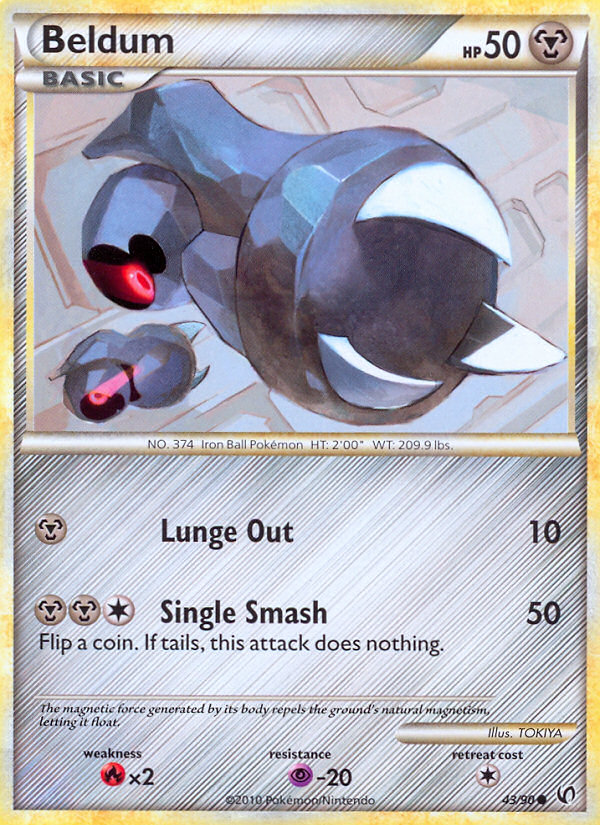 Beldum
HP 50
BASIC
NO. 374 Iron Ball Pokémon HT: 2'00" WT: 209.9 lbs.
Lunge Out 10
Single Smash 50
Flip a coin. If tails, this attack does nothing.
The magnetic force generated by its body repels the ground's natural magnetism,
letting it float.
Illus. TOKIYA
weakness resistance retreat cost
×2 -20
©2010 Pokémon/Nintendo 43/90